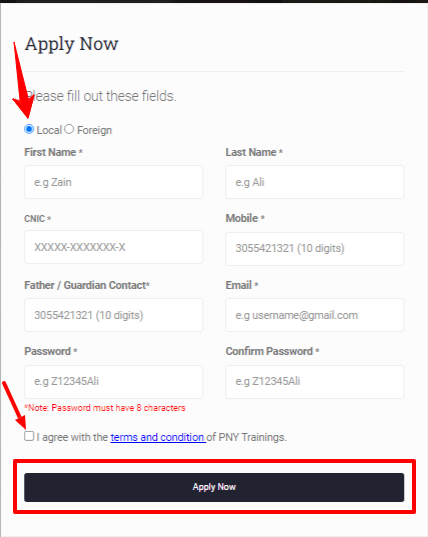 Apply Now
Please fill out these fields.
Local Foreign
First Name * Last Name *
e.g Zain e.g Ali
CNIC * Mobile *
XXXXX-XXXXXXX-X 3055421321 (10 digits)
Father / Guardian Contact* Email *
3055421321 (10 digits) e.g username@gmail.com
Password * Confirm Password *
e.g Z12345Ali e.g Z12345Ali
*Note: Password must have 8 characters
I agree with the terms and condition of PNY Trainings.
Apply Now